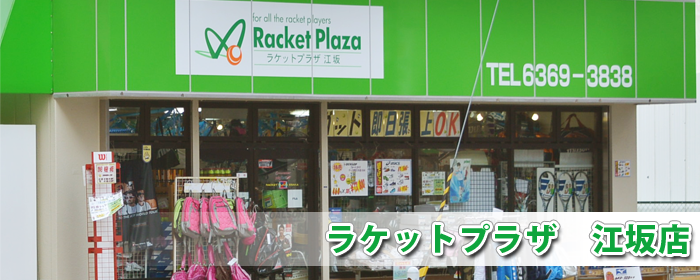 for all the racket players
Racket Plaza
ラケットプラザ 江坂
TEL 6369-3838
ット 即日張上OK
ラケットプラザ 江坂店